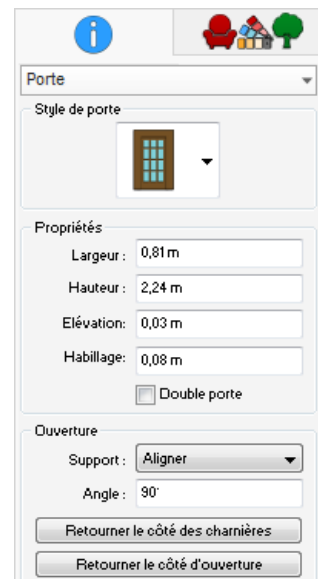 Porte
Style de porte
Propriétés
Largeur : 0,81 m
Hauteur : 2,24 m
Elévation: 0,03 m
Habillage: 0,08 m
Double porte
Ouverture
Support : Aligner
Angle : 90°
Retourner le côté des charnières
Retourner le côté d'ouverture